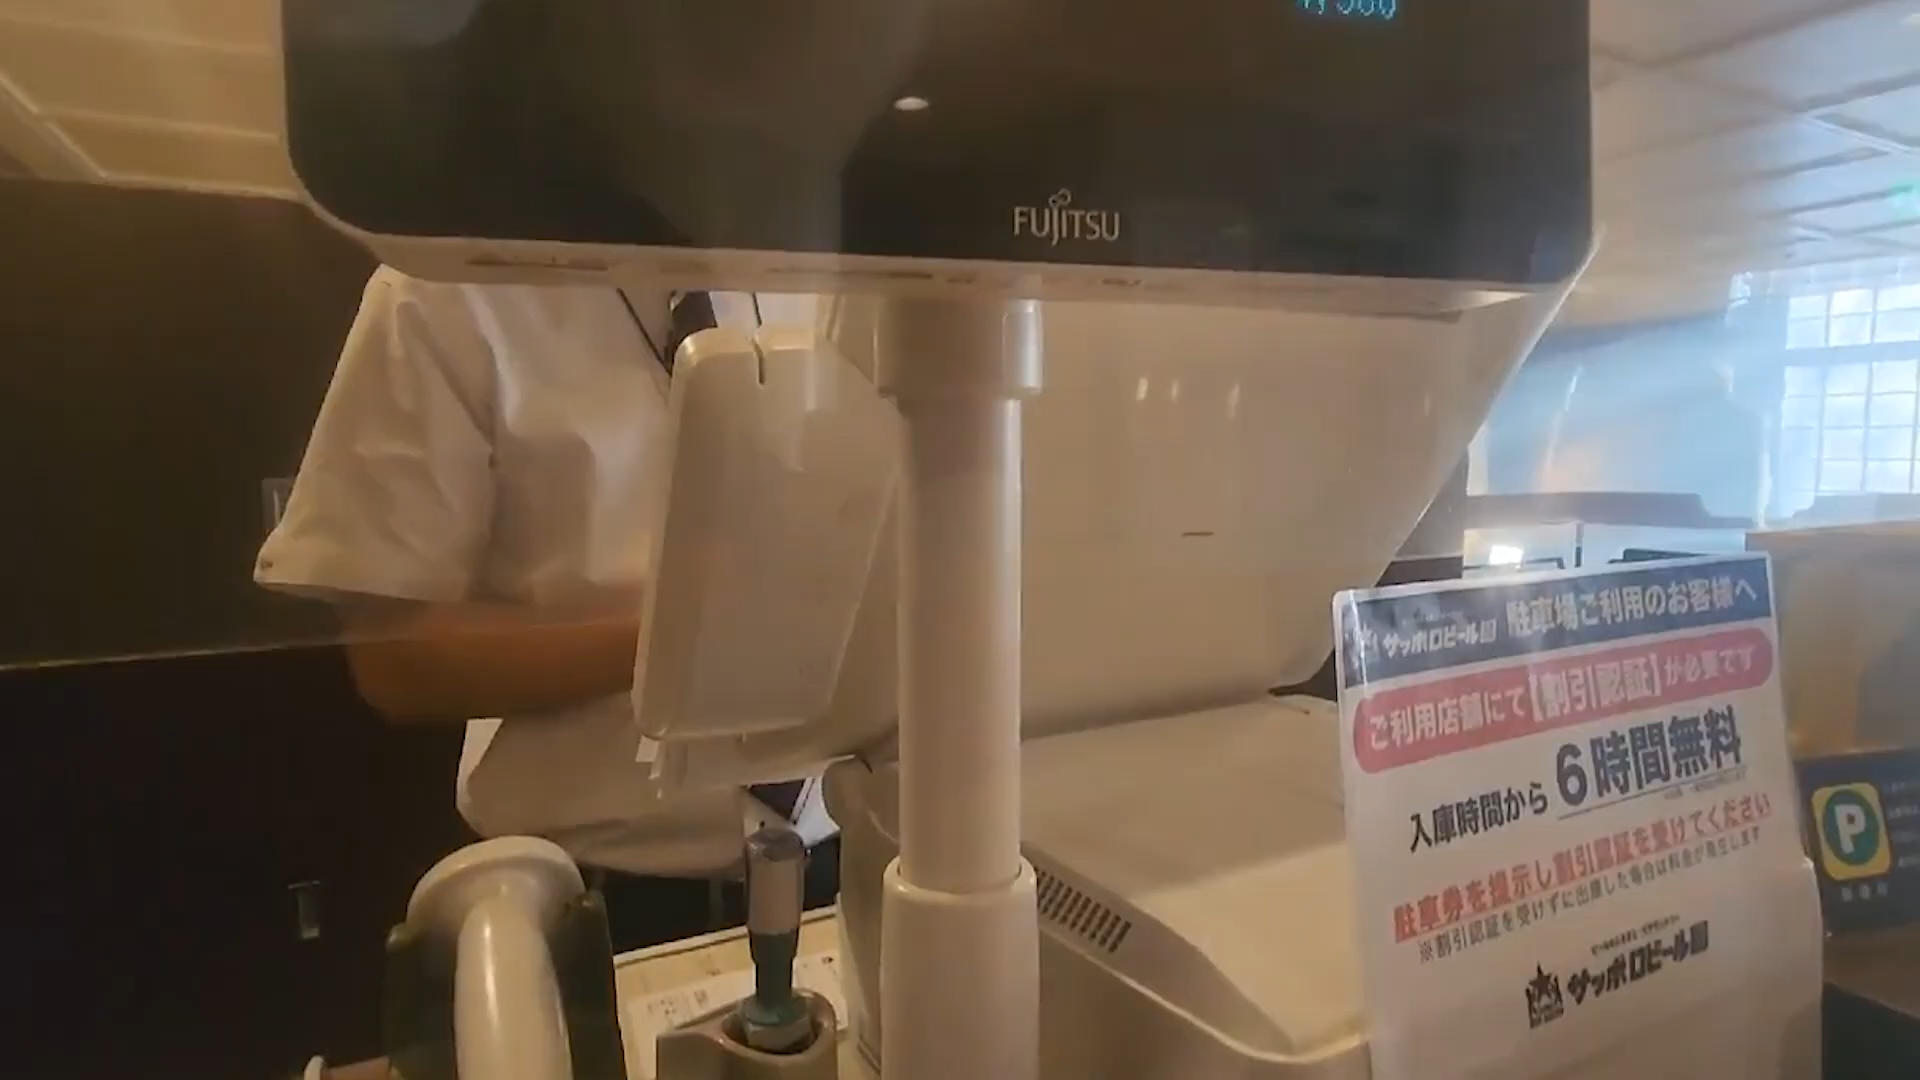 FUJITSU
サッポロビール園 駐車場ご利用のお客様へ
ご利用店舗にて【割引認証】が必要です
入庫時間から 6時間無料
駐車券を提示し割引認証を受けてください
※割引認証を受けずに出庫した場合は料金が発生します
サッポロビール園
P